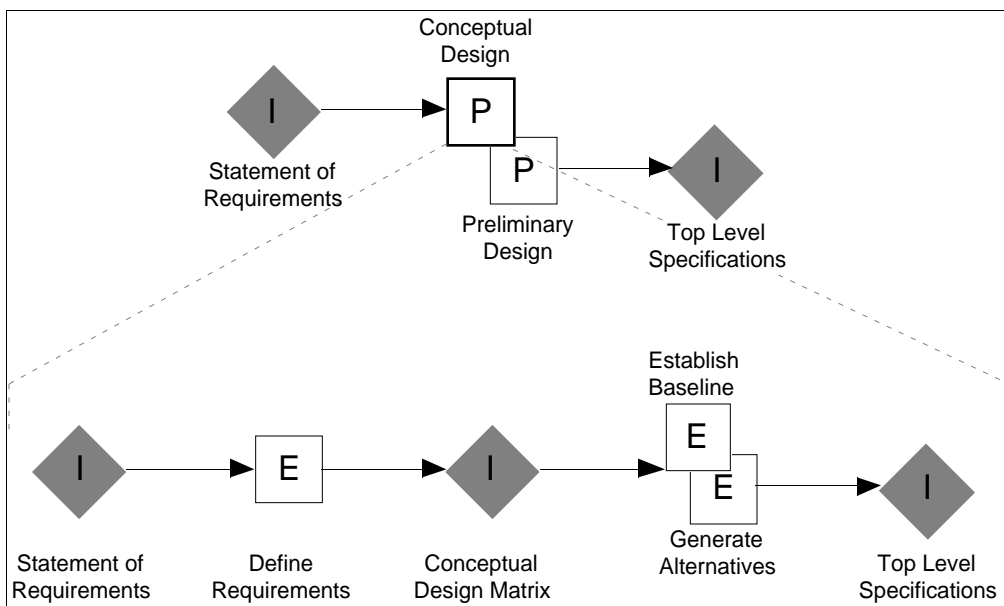 Conceptual
Design
I
P
Statement of
Requirements
P
Preliminary
Design
I
Top Level
Specifications
Establish
Baseline
I
E
I
E
E
I
Statement of
Requirements
Define
Requirements
Conceptual
Design Matrix
Generate
Alternatives
Top Level
Specifications